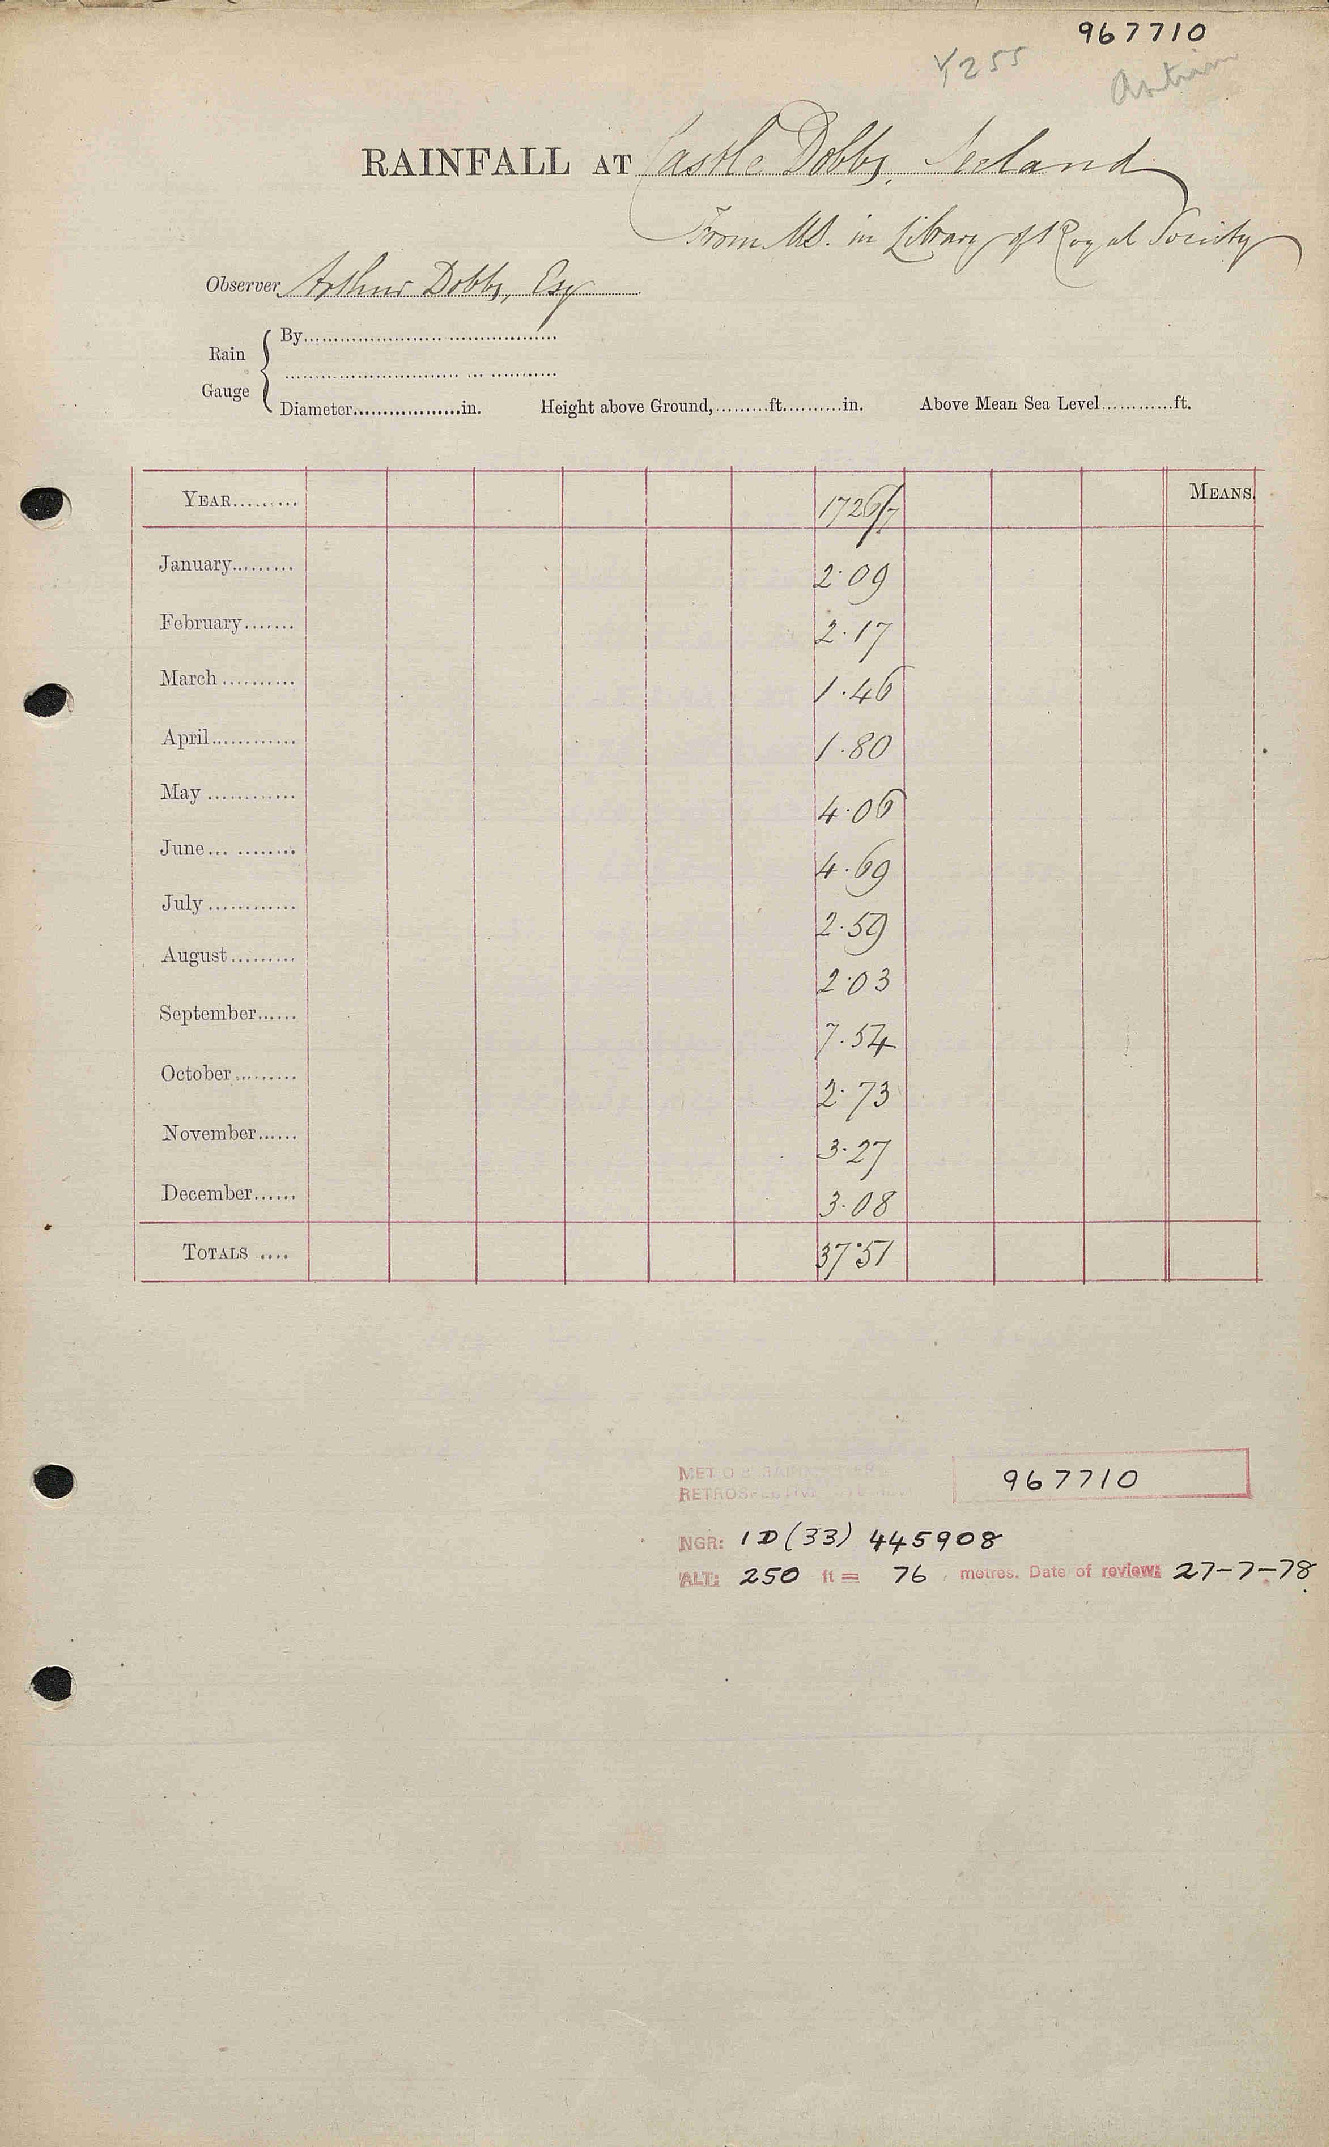 967710
Y255
Antrim
RAINFALL AT Castle Dobbs, Ireland
From MS. in Library of Royal Society
Observer Arthur Dobbs, Esq
Rain Gauge
By
Diameter in. Height above Ground, ft. in. Above Mean Sea Level ft.
YEAR 1726/7 MEANS.
January 2.09
February 2.17
March 1.46
April 1.80
May 4.06
June 4.69
July 2.59
August 2.03
September 7.54
October 2.73
November 3.27
December 3.08
TOTALS 37.51
MET O 8
RETROSPECTIVE 967710
NGR: 1D(33) 445908
ALT: 250 ft = 76 metres. Date of review: 27-7-78